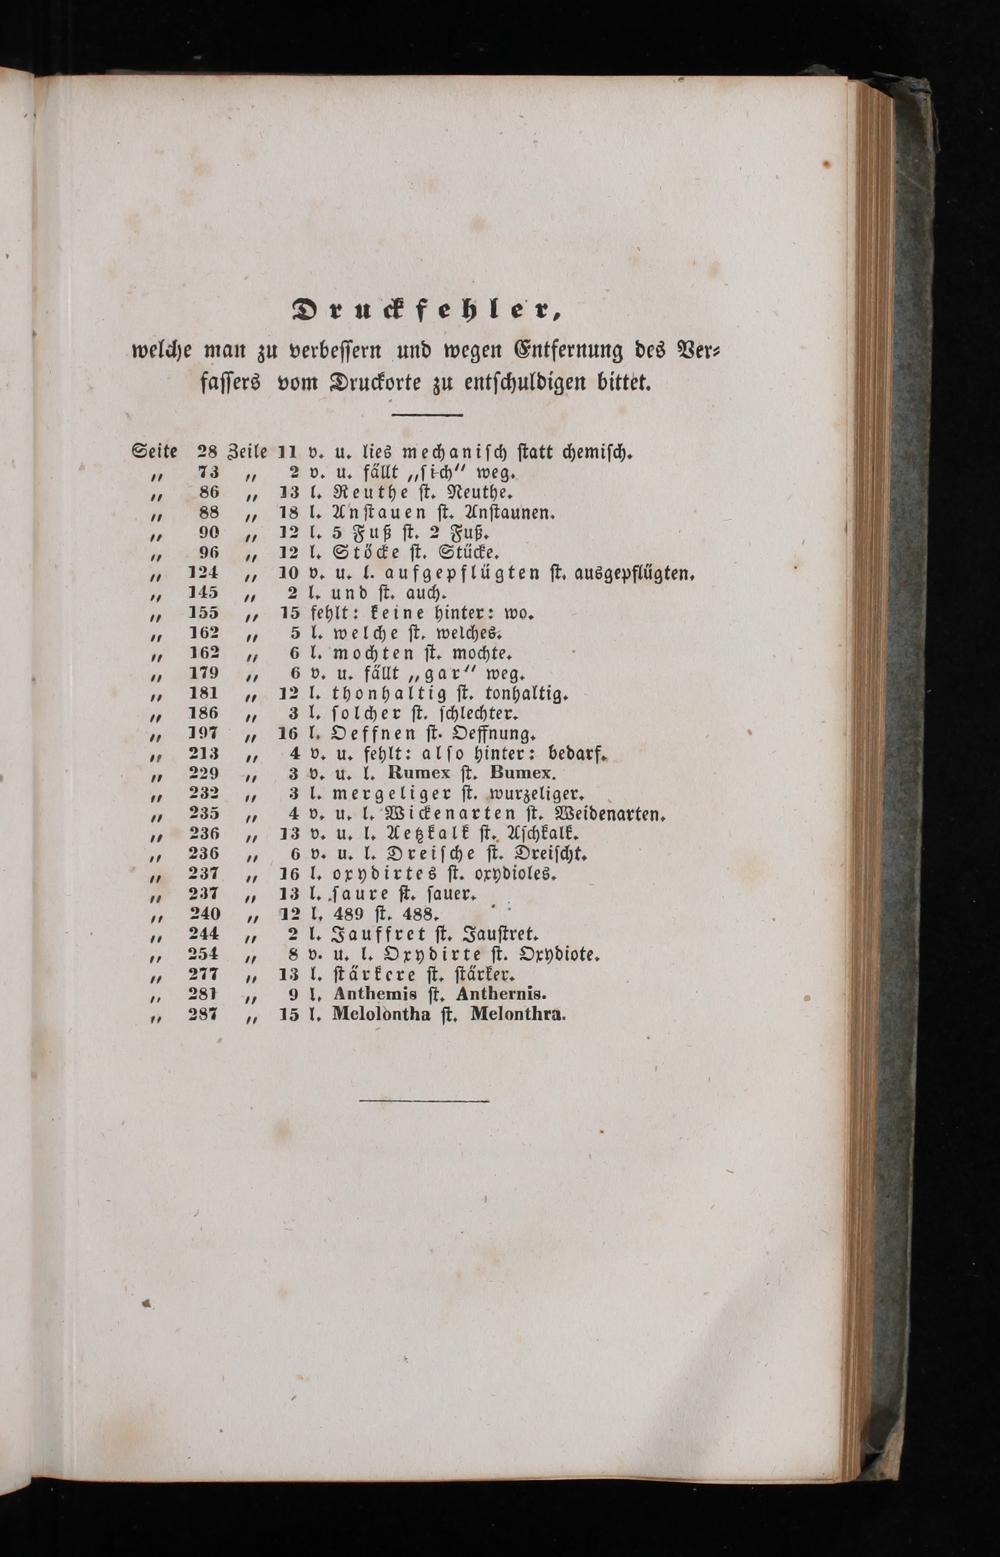 Druckfehler,
welche man zu verbeſſern und wegen Entfernung des Ver⸗
faſſers vom Druckorte zu entſchuldigen bittet.
Seite 28 Zeile 11 v. u. lies mechaniſch ſtatt chemiſch.
„ 73 „ 2 v. u. fällt „ſich“ weg.
„ 86 „ 13 l. Reuthe ſt. Neuthe.
„ 88 „ 18 l. Anſtauen ſt. Anſtaunen.
„ 90 „ 12 l. 5 Fuß ſt. 2 Fuß.
„ 96 „ 12 l. Stöcke ſt. Stücke.
„ 124 „ 10 v. u. l. aufgepflügten ſt. ausgepflügten.
„ 145 „ 2 l. und ſt. auch.
„ 155 „ 15 fehlt: keine hinter: wo.
„ 162 „ 5 l. welche ſt. welches.
„ 162 „ 6 l. mochten ſt. mochte.
„ 179 „ 6 v. u. fällt „gar“ weg.
„ 181 „ 12 l. thonhaltig ſt. tonhaltig.
„ 186 „ 3 l. ſolcher ſt. ſchlechter.
„ 197 „ 16 l. Oeffnen ſt. Oeffnung.
„ 213 „ 4 v. u. fehlt: alſo hinter: bedarf.
„ 229 „ 3 v. u. l. Rumex ſt. Bumex.
„ 232 „ 3 l. mergeliger ſt. wurzeliger.
„ 235 „ 4 v. u. l. Wickenarten ſt. Weidenarten.
„ 236 „ 13 v. u. l. Aetzkalk ſt. Aſchkalk.
„ 236 „ 6 v. u. l. Dreiſche ſt. Dreiſcht.
„ 237 „ 16 l. oxydirtes ſt. oxydioles.
„ 237 „ 13 l. ſaure ſt. ſauer.
„ 240 „ 12 l. 489 ſt. 488.
„ 244 „ 2 l. Jauffret ſt. Jauſtret.
„ 254 „ 8 v. u. l. Oxydirte ſt. Oxydiote.
„ 277 „ 13 l. ſtärkere ſt. ſtärker.
„ 281 „ 9 l. Anthemis ſt. Anthernis.
„ 287 „ 15 l. Melolontha ſt. Melonthra.